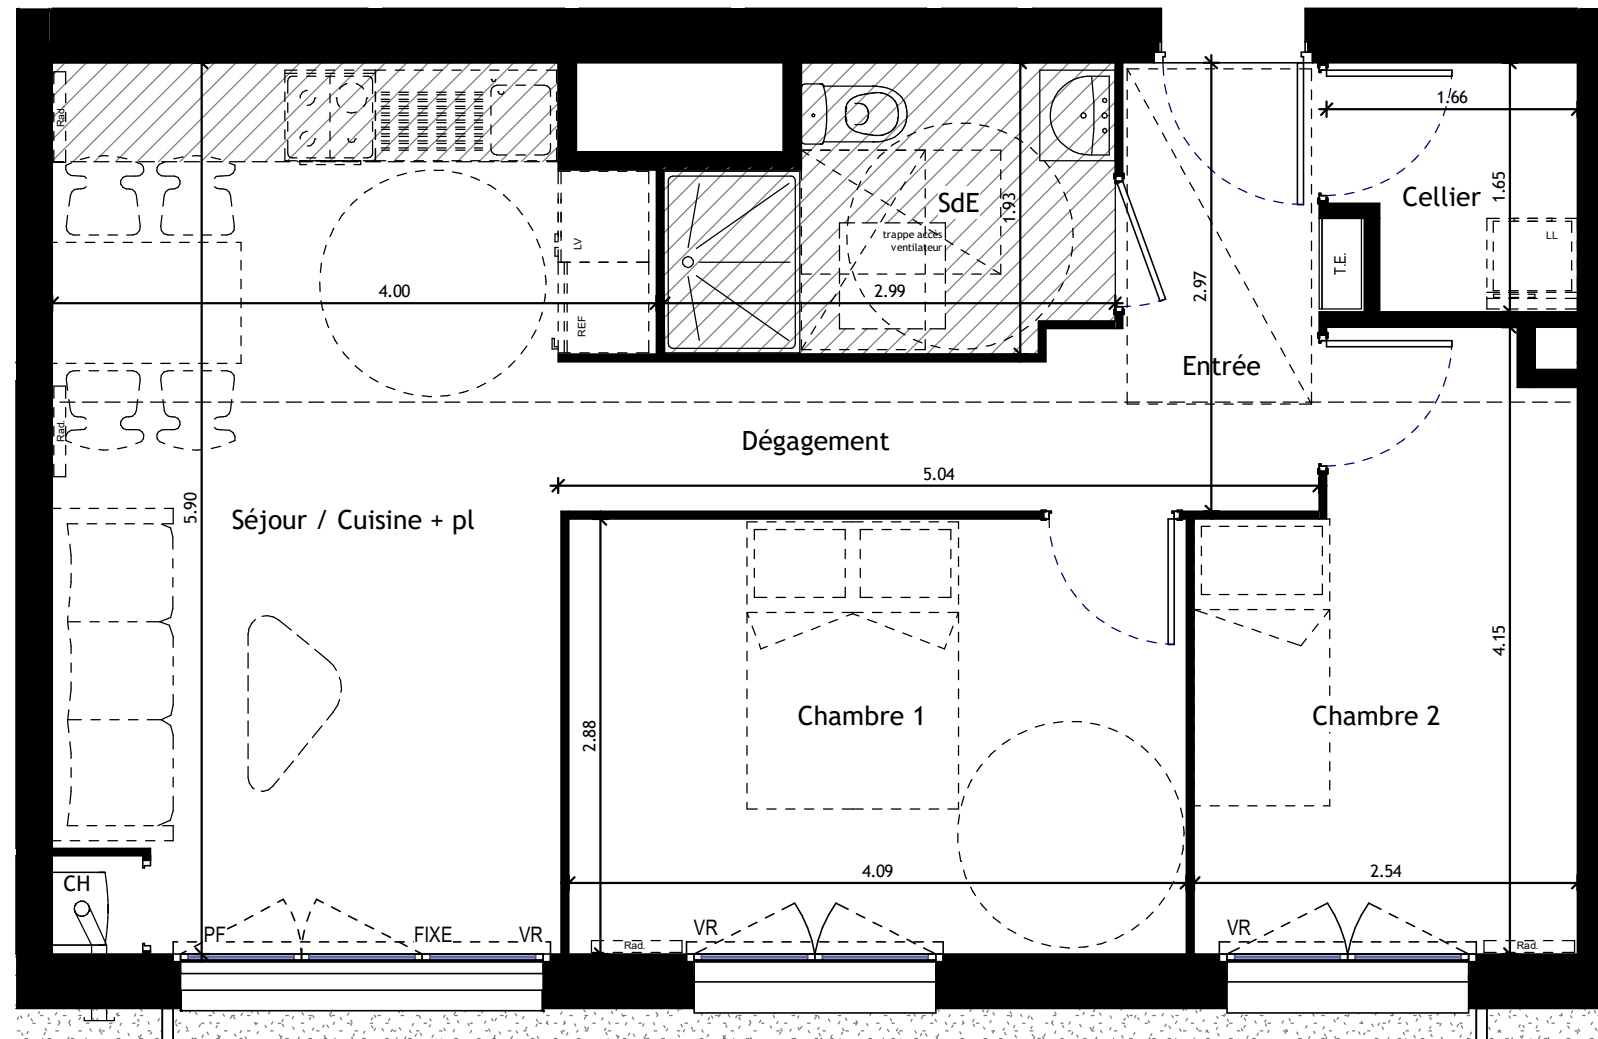 Rad.
1.66
SdE
1.93
Cellier
1.65
trappe accès
ventilateur
LV
LL
T.E.
4.00
2.99
2.97
REF
Entrée
Rad.
Dégagement
5.04
5.90
Séjour / Cuisine + pl
4.15
Chambre 1
Chambre 2
2.88
4.09
2.54
CH
PF
FIXE
VR
VR
VR
Rad.
Rad.